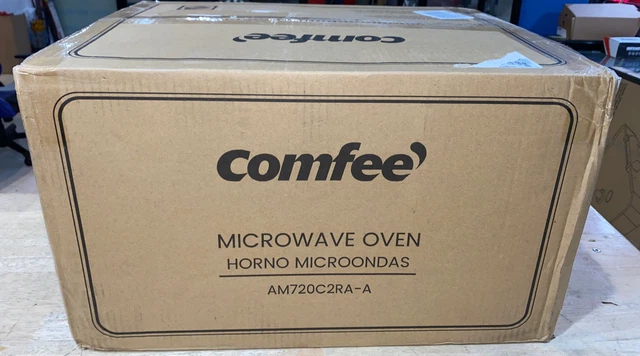 comfee'
comfee'
MICROWAVE OVEN
HORNO MICROONDAS
AM720C2RA-A